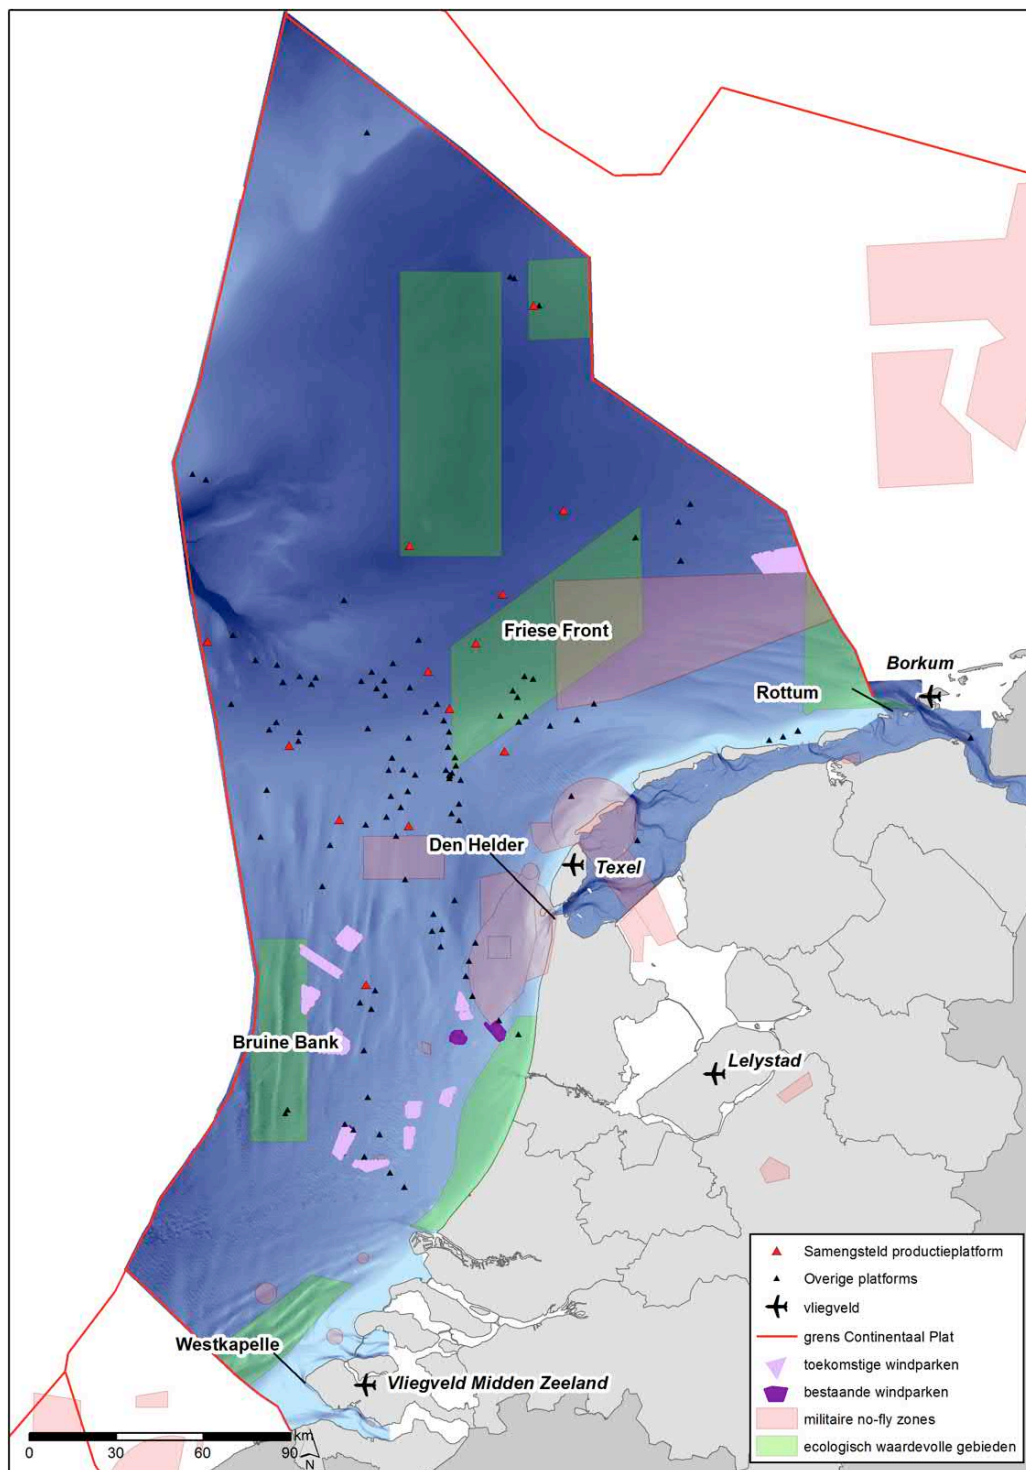 Friese Front
Borkum
Rottum
Den Helder
Texel
Bruine Bank
Lelystad
Westkapelle
Vliegveld Midden Zeeland
Samengsteld productieplatform
Overige platforms
vliegveld
grens Continentaal Plat
toekomstige windparken
bestaande windparken
militaire no-fly zones
ecologisch waardevolle gebieden
km
0 30 60 90
N